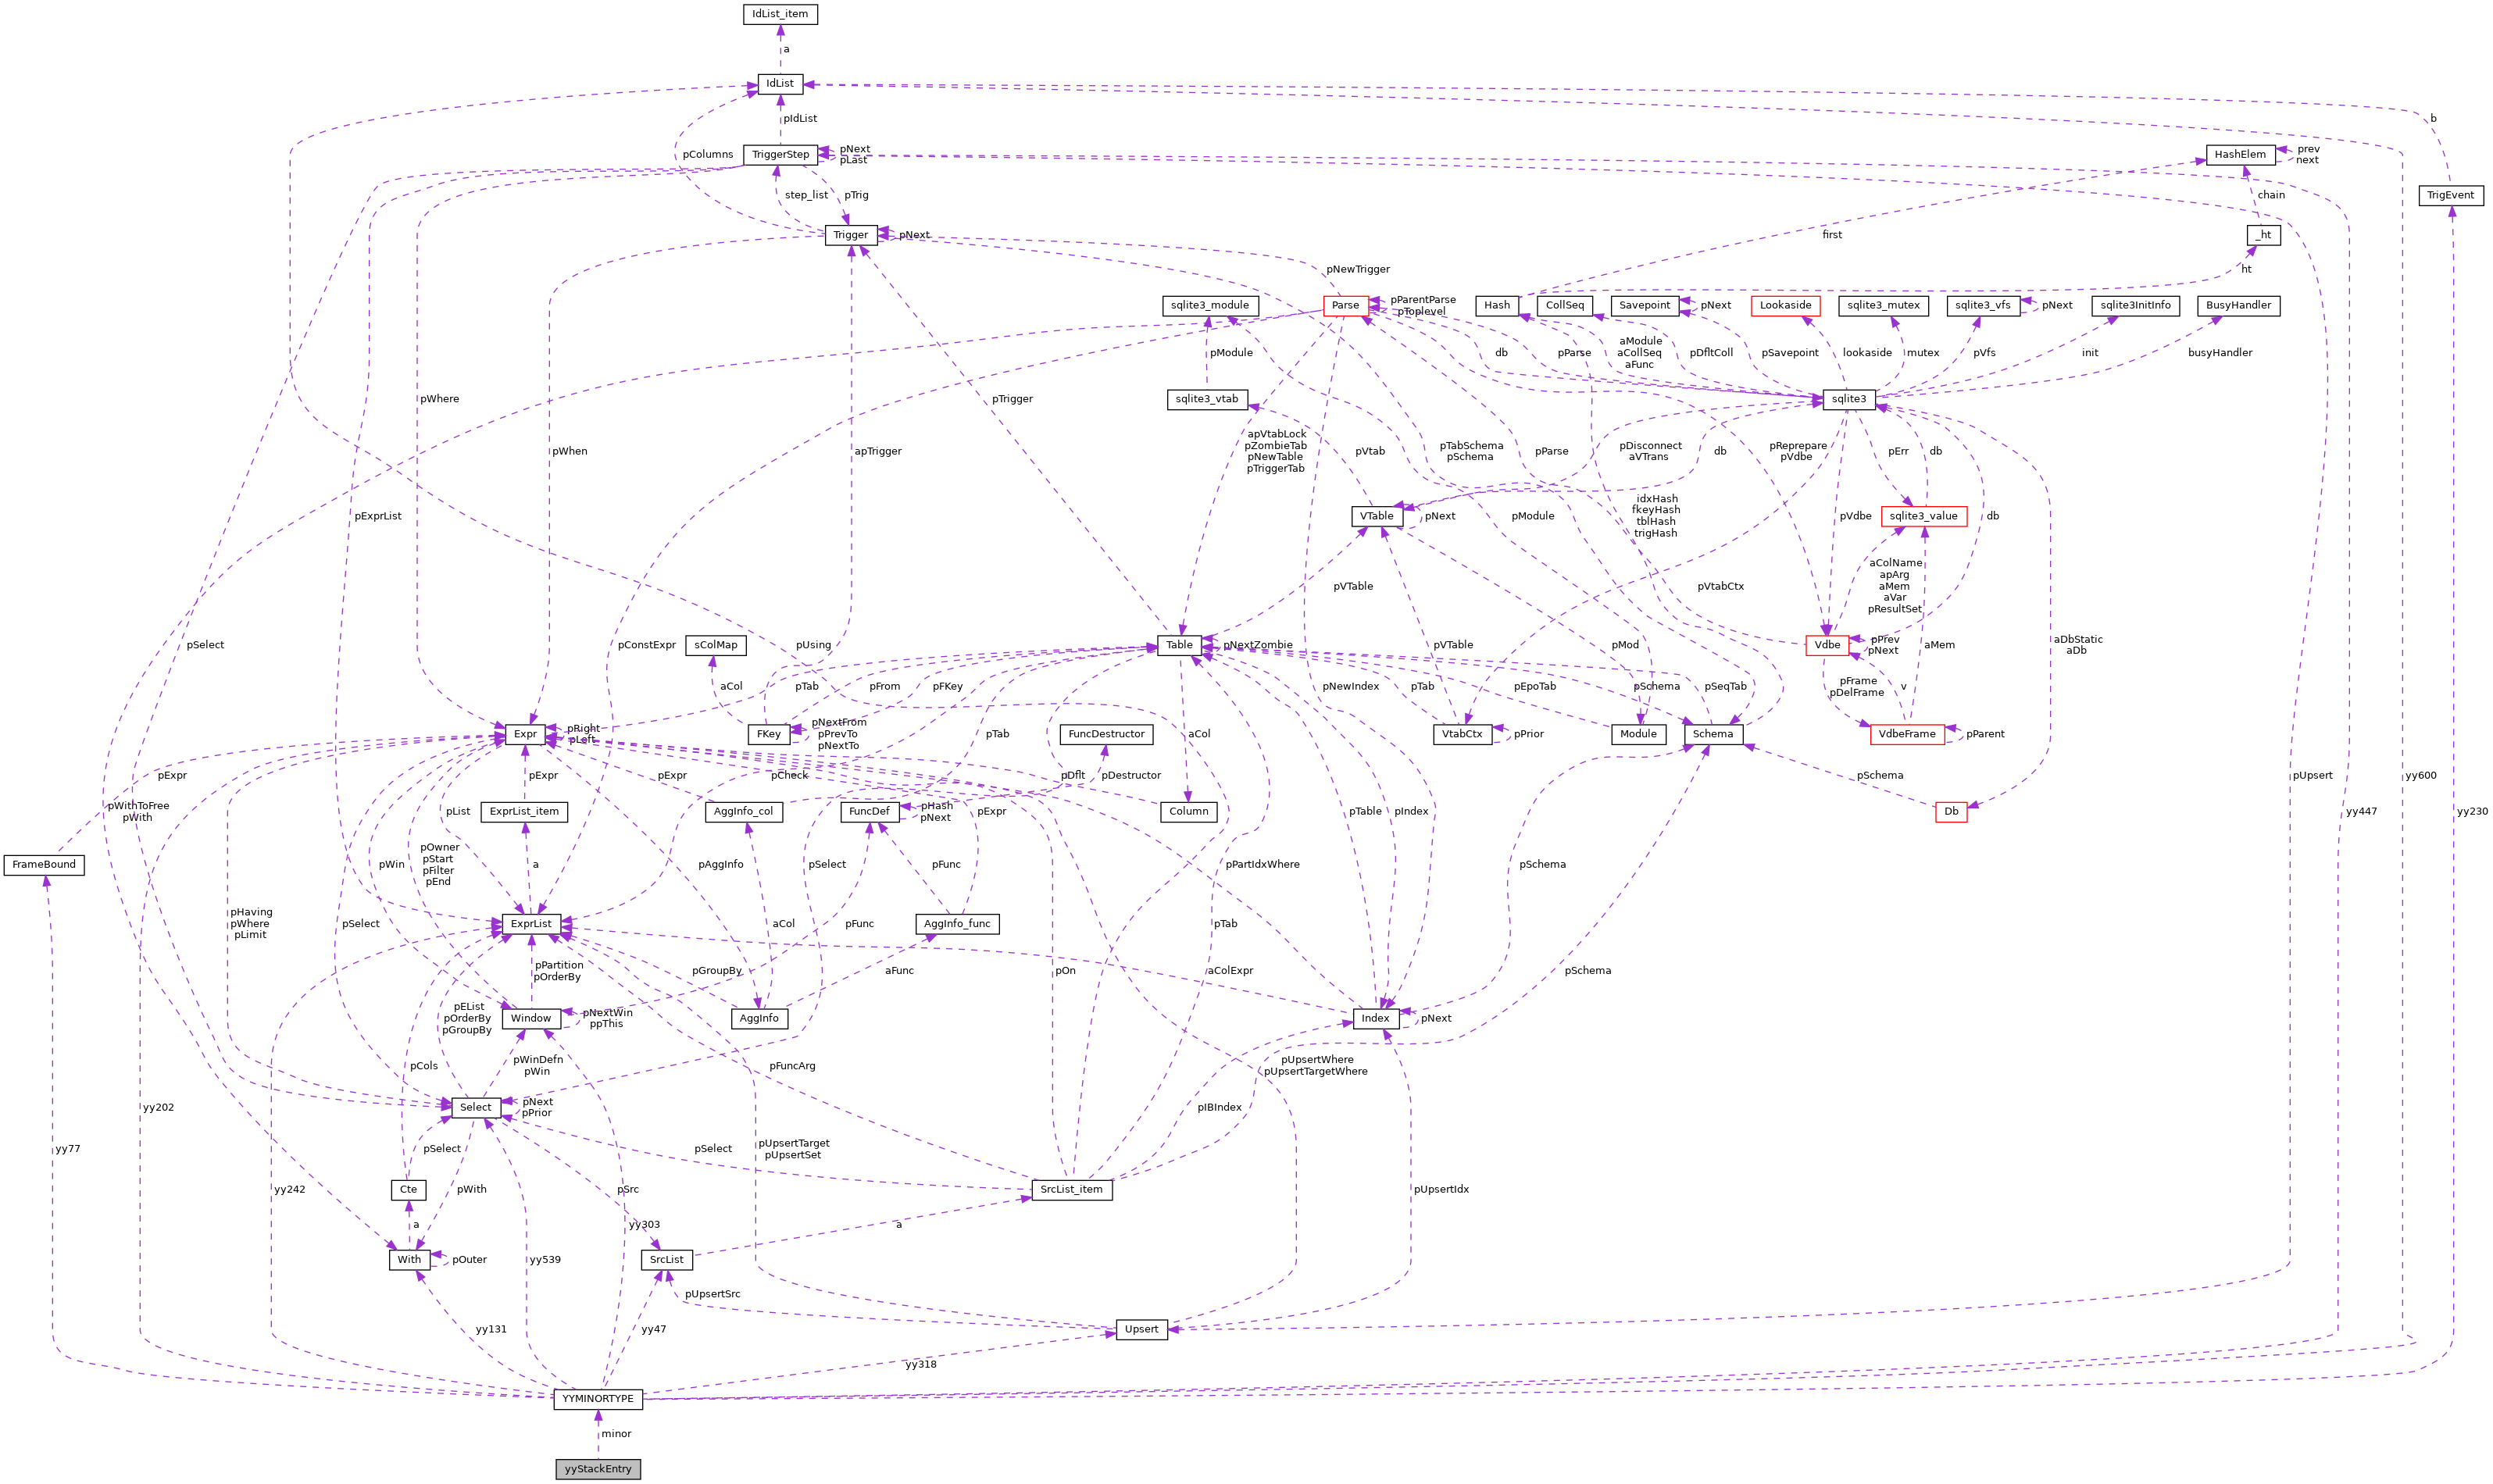 IdList_item
a
IdList
b
pIdList
pColumns
TriggerStep
pNext
pLast
HashElem
prev
next
step_list
pTrig
chain
TrigEvent
Trigger
pNext
first
_ht
pNewTrigger
ht
sqlite3_module
Parse
pParentParse
pToplevel
Hash
CollSeq
Savepoint
pNext
Lookaside
sqlite3_mutex
sqlite3_vfs
pNext
sqlite3InitInfo
BusyHandler
pModule
db
pParse
aModule
aCollSeq
aFunc
pDfltColl
pSavepoint
lookaside
mutex
pVfs
init
busyHandler
pWhere
pTrigger
sqlite3_vtab
sqlite3
pWhen
apTrigger
apVtabLock
pZombieTab
pNewTable
pTriggerTab
pVtab
pTabSchema
pSchema
pParse
pDisconnect
aVTrans
db
pReprepare
pVdbe
pErr
db
pExprList
VTable
pNext
pModule
idxHash
fkeyHash
tblHash
trigHash
pVdbe
sqlite3_value
db
pVTable
pVtabCtx
aColName
apArg
aMem
aVar
pResultSet
pSelect
pConstExpr
sColMap
pUsing
Table
pNextZombie
pVTable
pMod
Vdbe
pPrev
pNext
aMem
aDbStatic
aDb
aCol
pTab
pFrom
pFKey
pNewIndex
pTab
pEpoTab
pSchema
pSeqTab
pFrame
pDelFrame
v
Expr
pRight
pLeft
FKey
pNextFrom
pPrevTo
pNextTo
pTab
FuncDestructor
aCol
VtabCtx
pPrior
Module
Schema
VdbeFrame
pParent
pExpr
pExpr
pExpr
pCheck
pDflt
pDestructor
pSchema
pUpsert
yy600
pWithToFree
pWith
pList
ExprList_item
AggInfo_col
FuncDef
pHash
pNext
pExpr
Column
pTable
pIndex
Db
yy447
yy230
yy202
FrameBound
pWin
pOwner
pStart
pFilter
pEnd
a
pAggInfo
pSelect
pFunc
pPartIdxWhere
pSchema
pHaving
pWhere
pLimit
pSelect
ExprList
aCol
pFunc
AggInfo_func
pTab
pPartition
pOrderBy
pGroupBy
aFunc
pOn
aColExpr
pSchema
pEList
pOrderBy
pGroupBy
Window
pNextWin
ppThis
AggInfo
Index
pNext
pCols
pWinDefn
pWin
pFuncArg
pUpsertWhere
pUpsertTargetWhere
Select
pNext
pPrior
pIBIndex
yy77
pSelect
pSelect
pUpsertTarget
pUpsertSet
yy242
Cte
pWith
pSrc
SrcList_item
pUpsertIdx
a
yy303
a
With
pOuter
yy539
SrcList
pUpsertSrc
yy131
yy47
Upsert
yy318
YYMINORTYPE
minor
yyStackEntry